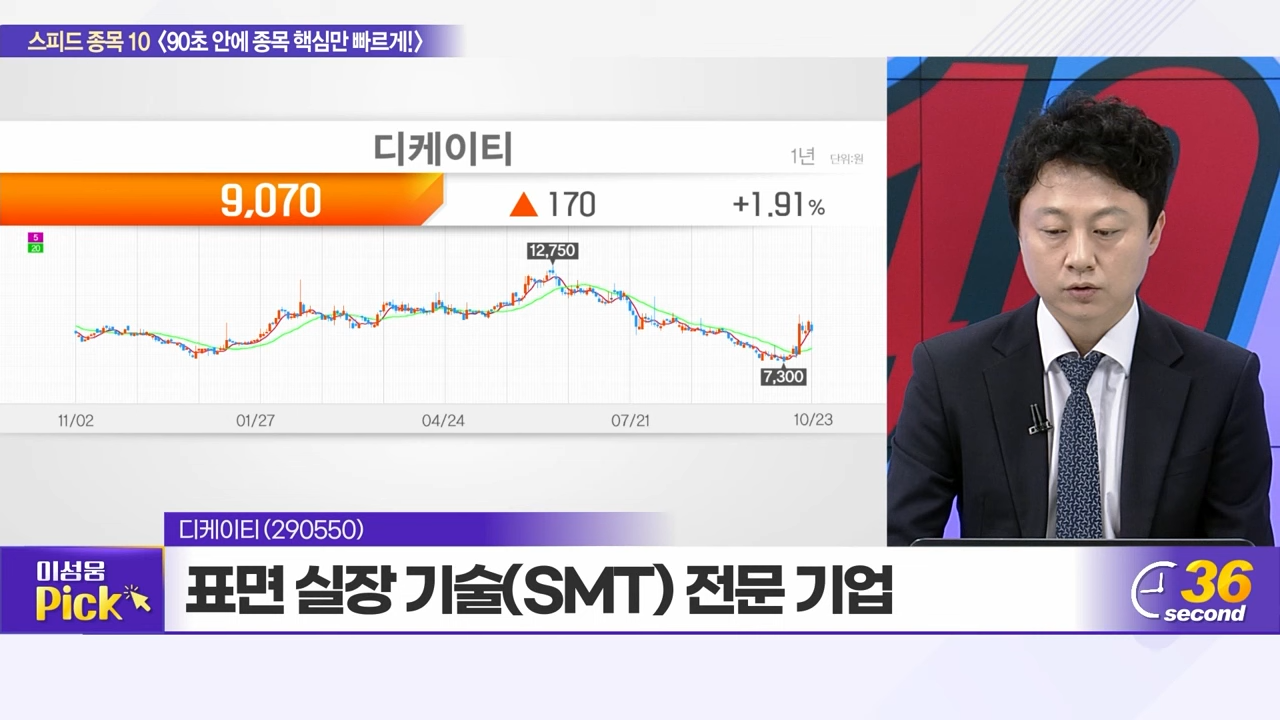 스피드 종목 10 〈90초 안에 종목 핵심만 빠르게!〉
디케이티
1년 단위:원
9,070 ▲ 170 +1.91%
5
20
12,750
7,300
11/02 01/27 04/24 07/21 10/23
10
디케이티(290550)
이성웅
Pick
표면 실장 기술(SMT) 전문 기업
36
second